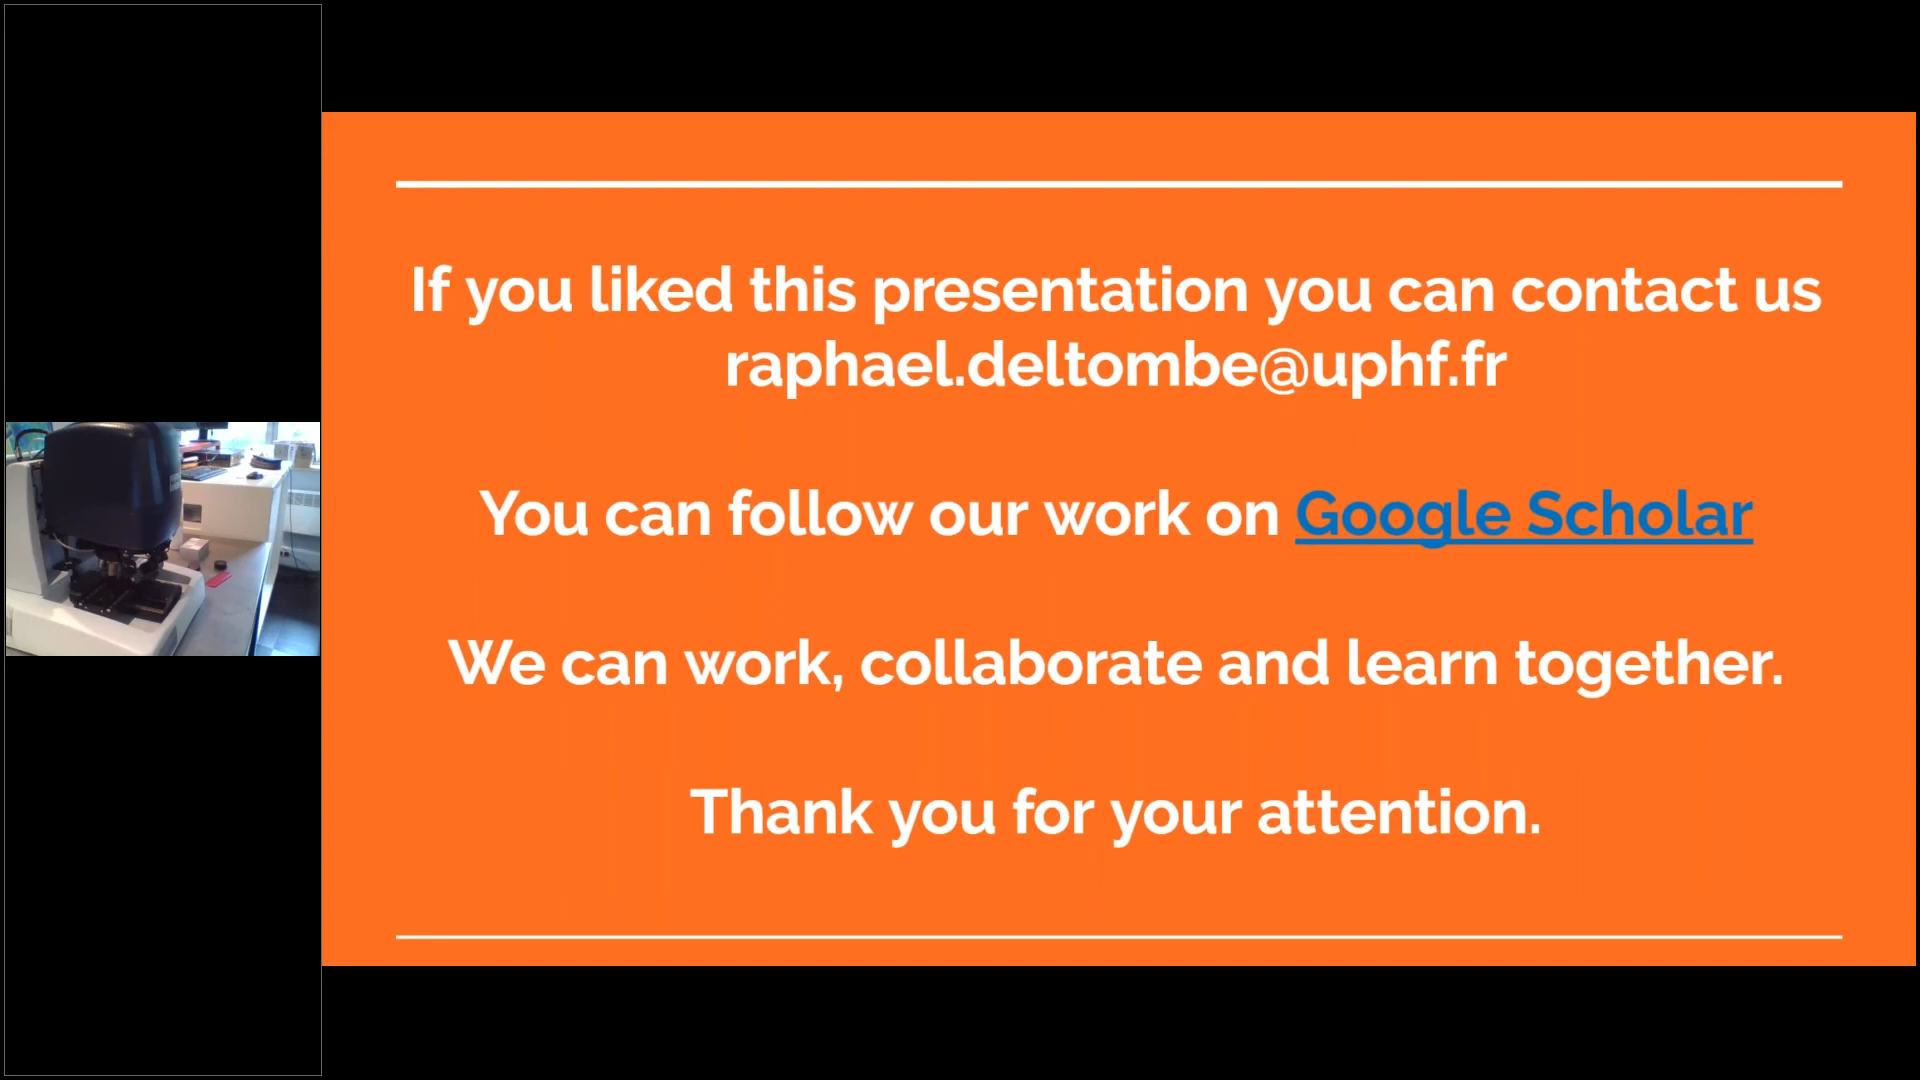 If you liked this presentation you can contact us
raphael.deltombe@uphf.fr
You can follow our work on Google Scholar
We can work, collaborate and learn together.
Thank you for your attention.